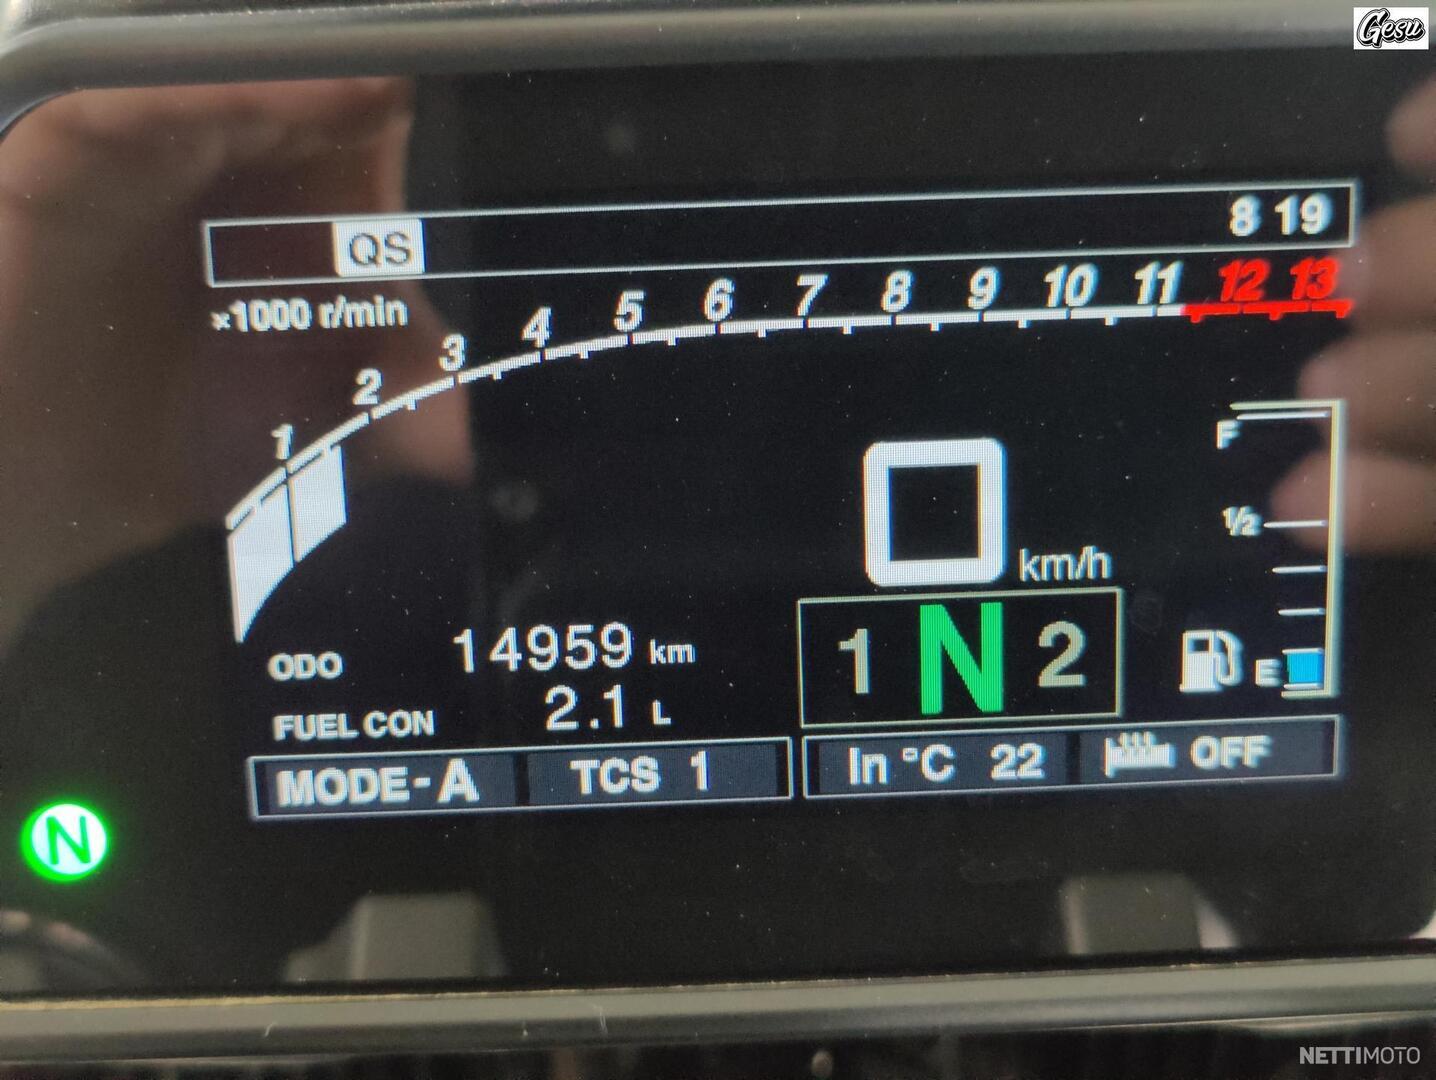 Gesu
QS 8 19
×1000 r/min
1 2 3 4 5 6 7 8 9 10 11 12 13
F
1/2
E
0 km/h
1 N 2
ODO 14959 km
FUEL CON 2.1 L
MODE-A TCS 1 In °C 22 OFF
N
NETTIMOTO